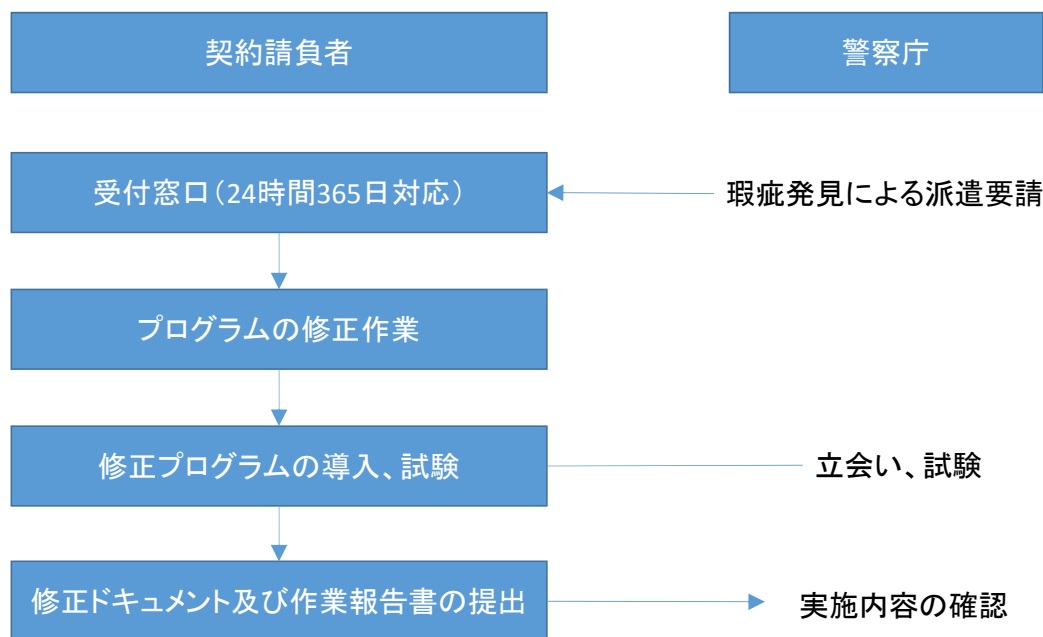 契約請負者
警察庁
受付窓口（24時間365日対応）
瑕疵発見による派遣要請
プログラムの修正作業
修正プログラムの導入、試験
立会い、試験
修正ドキュメント及び作業報告書の提出
実施内容の確認